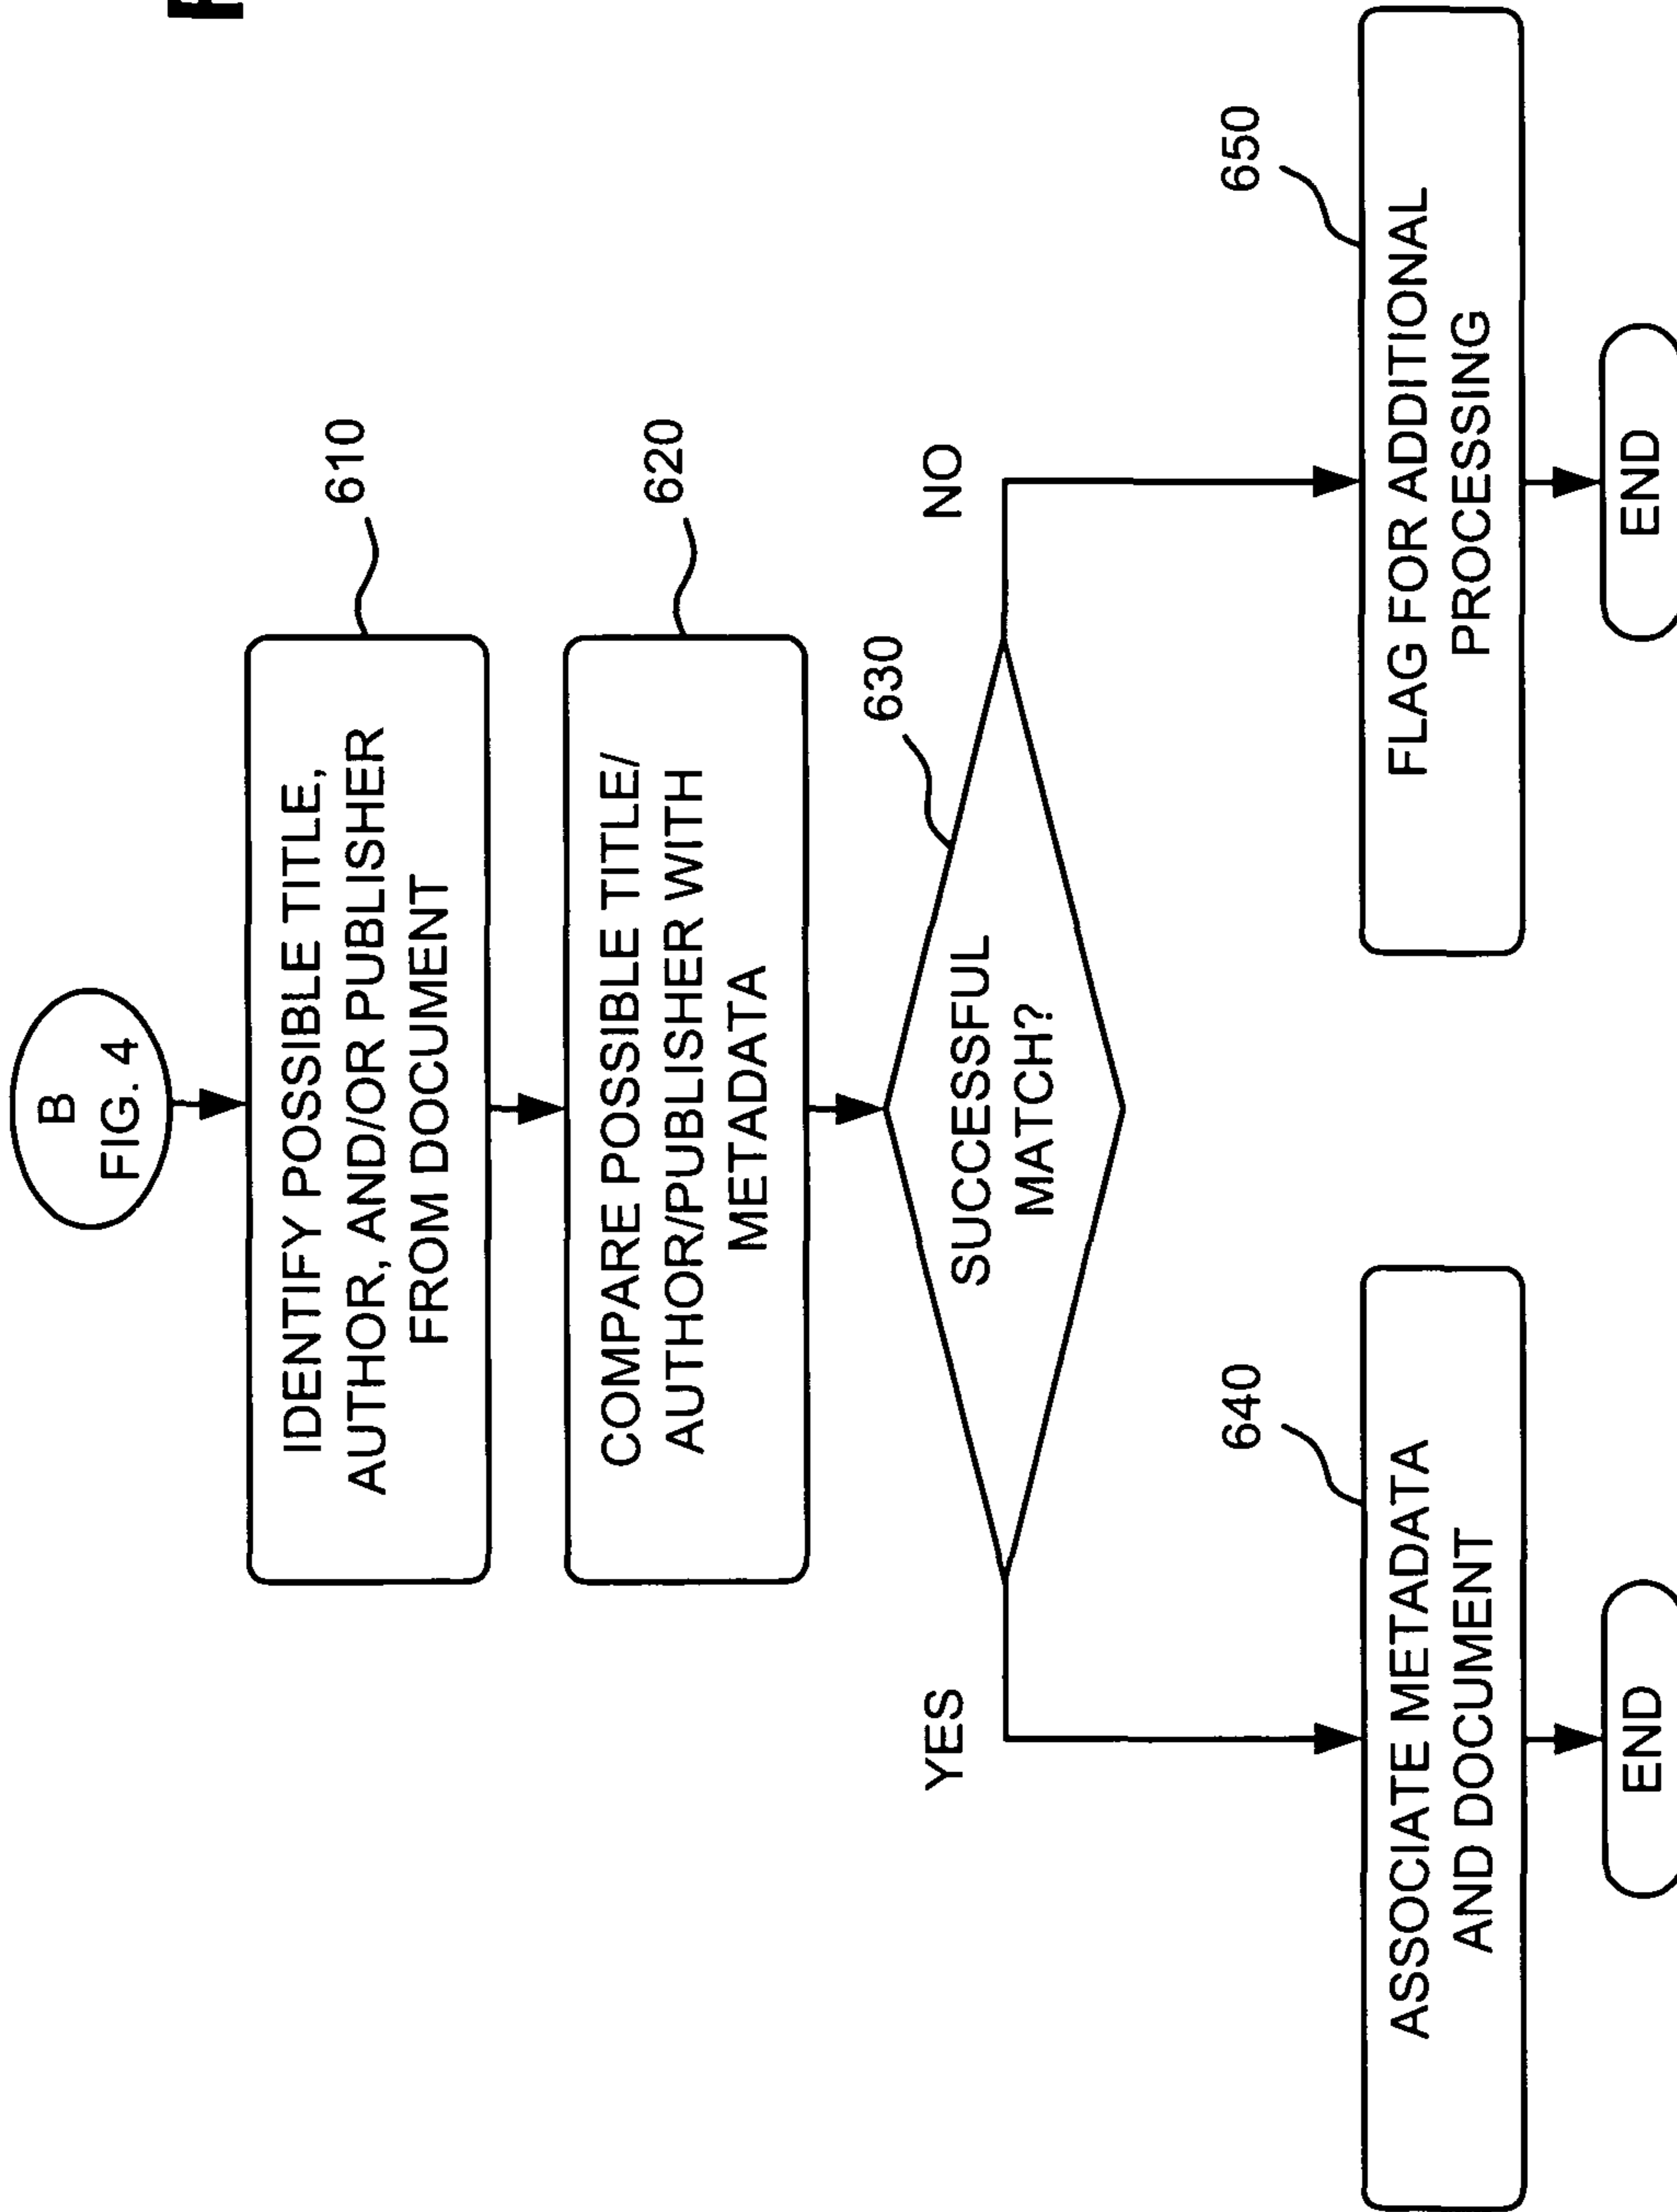 B
FIG. 4
610
IDENTIFY POSSIBLE TITLE,
AUTHOR, AND/OR PUBLISHER
FROM DOCUMENT
620
COMPARE POSSIBLE TITLE/
AUTHOR/PUBLISHER WITH
METADATA
630
SUCCESSFUL
MATCH?
YES
NO
640
ASSOCIATE METADATA
AND DOCUMENT
650
FLAG FOR ADDITIONAL
PROCESSING
END
END